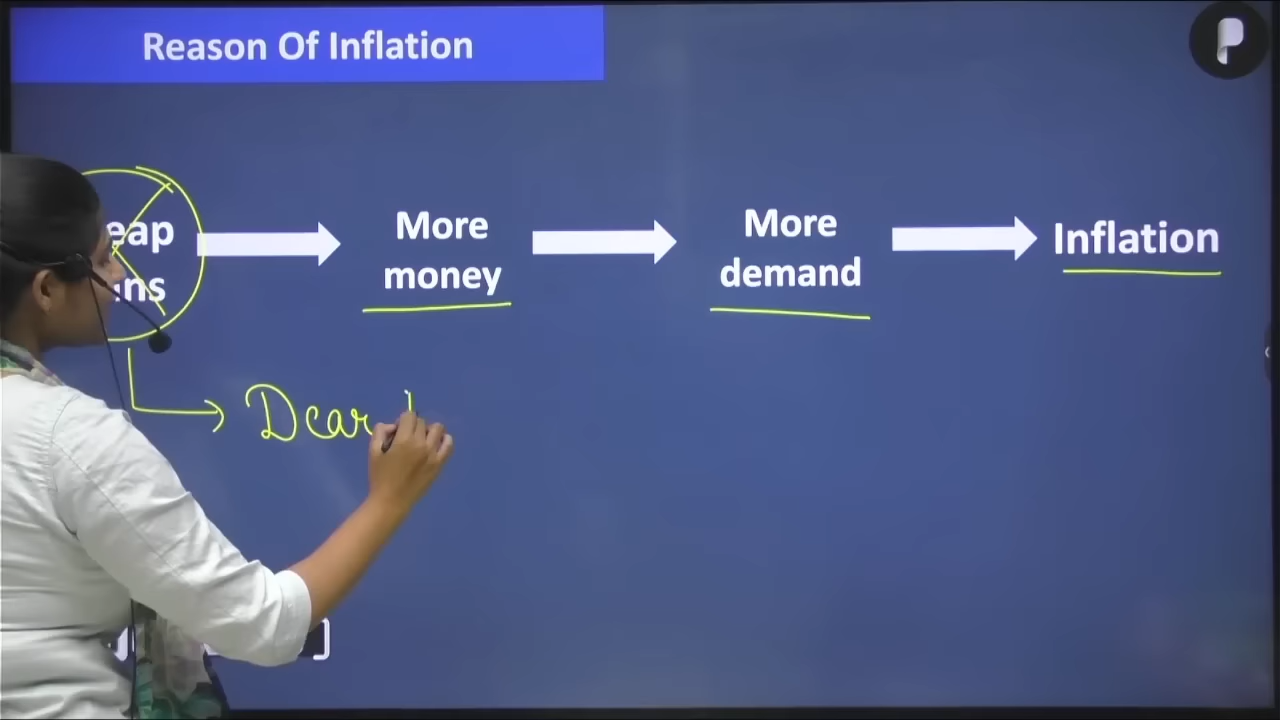 Reason Of Inflation
More
money
More
demand
Inflation
Dear